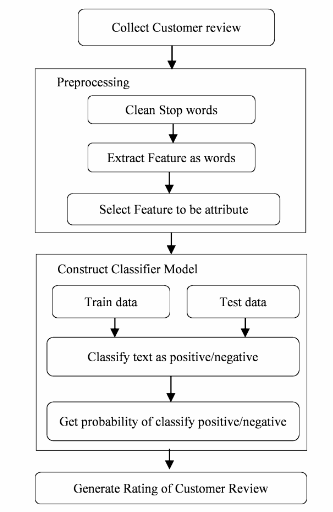 Collect Customer review
Preprocessing
Clean Stop words
Extract Feature as words
Select Feature to be attribute
Construct Classifier Model
Train data
Test data
Classify text as positive/negative
Get probability of classify positive/negative
Generate Rating of Customer Review